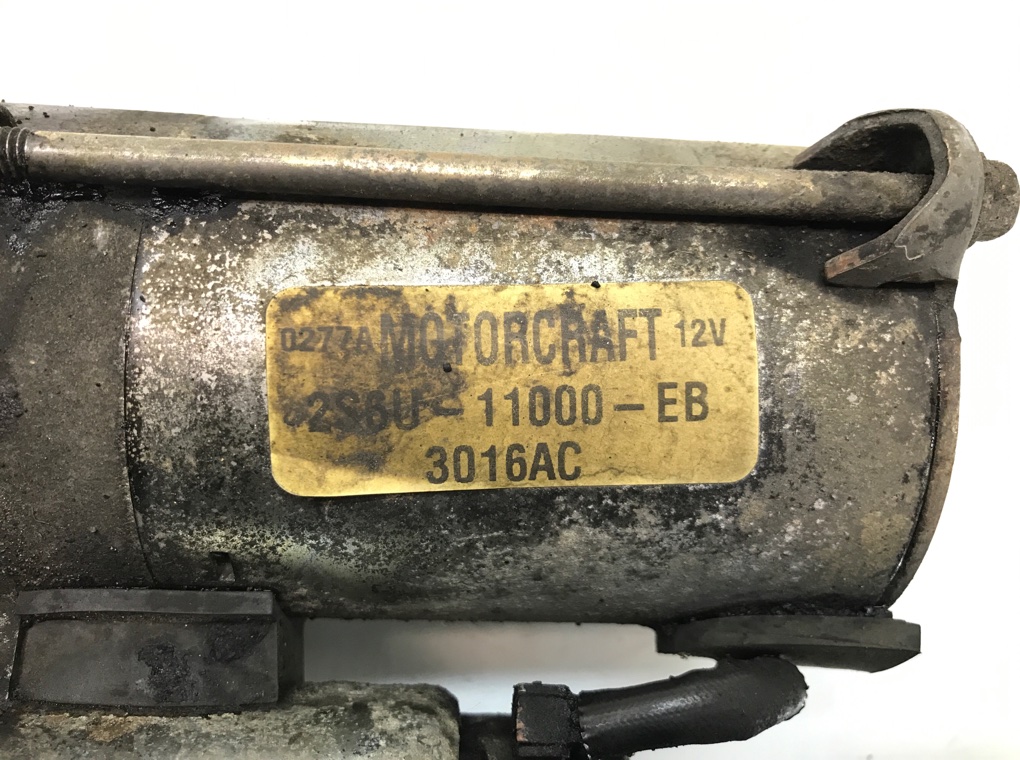 0277A MOTORCRAFT 12V
2S6U-11000-EB
3016AC